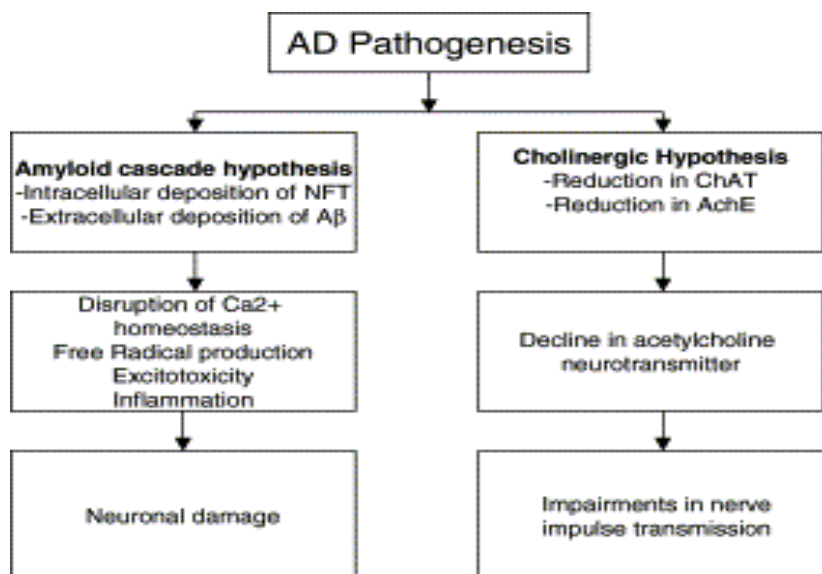 AD Pathogenesis
Amyloid cascade hypothesis
-Intracellular deposition of NFT
-Extracellular deposition of Aβ
Cholinergic Hypothesis
-Reduction in ChAT
-Reduction in AchE
Disruption of Ca2+
homeostasis
Free Radical production
Excitotoxicity
Inflammation
Decline in acetylcholine
neurotransmitter
Neuronal damage
Impairments in nerve
impulse transmission